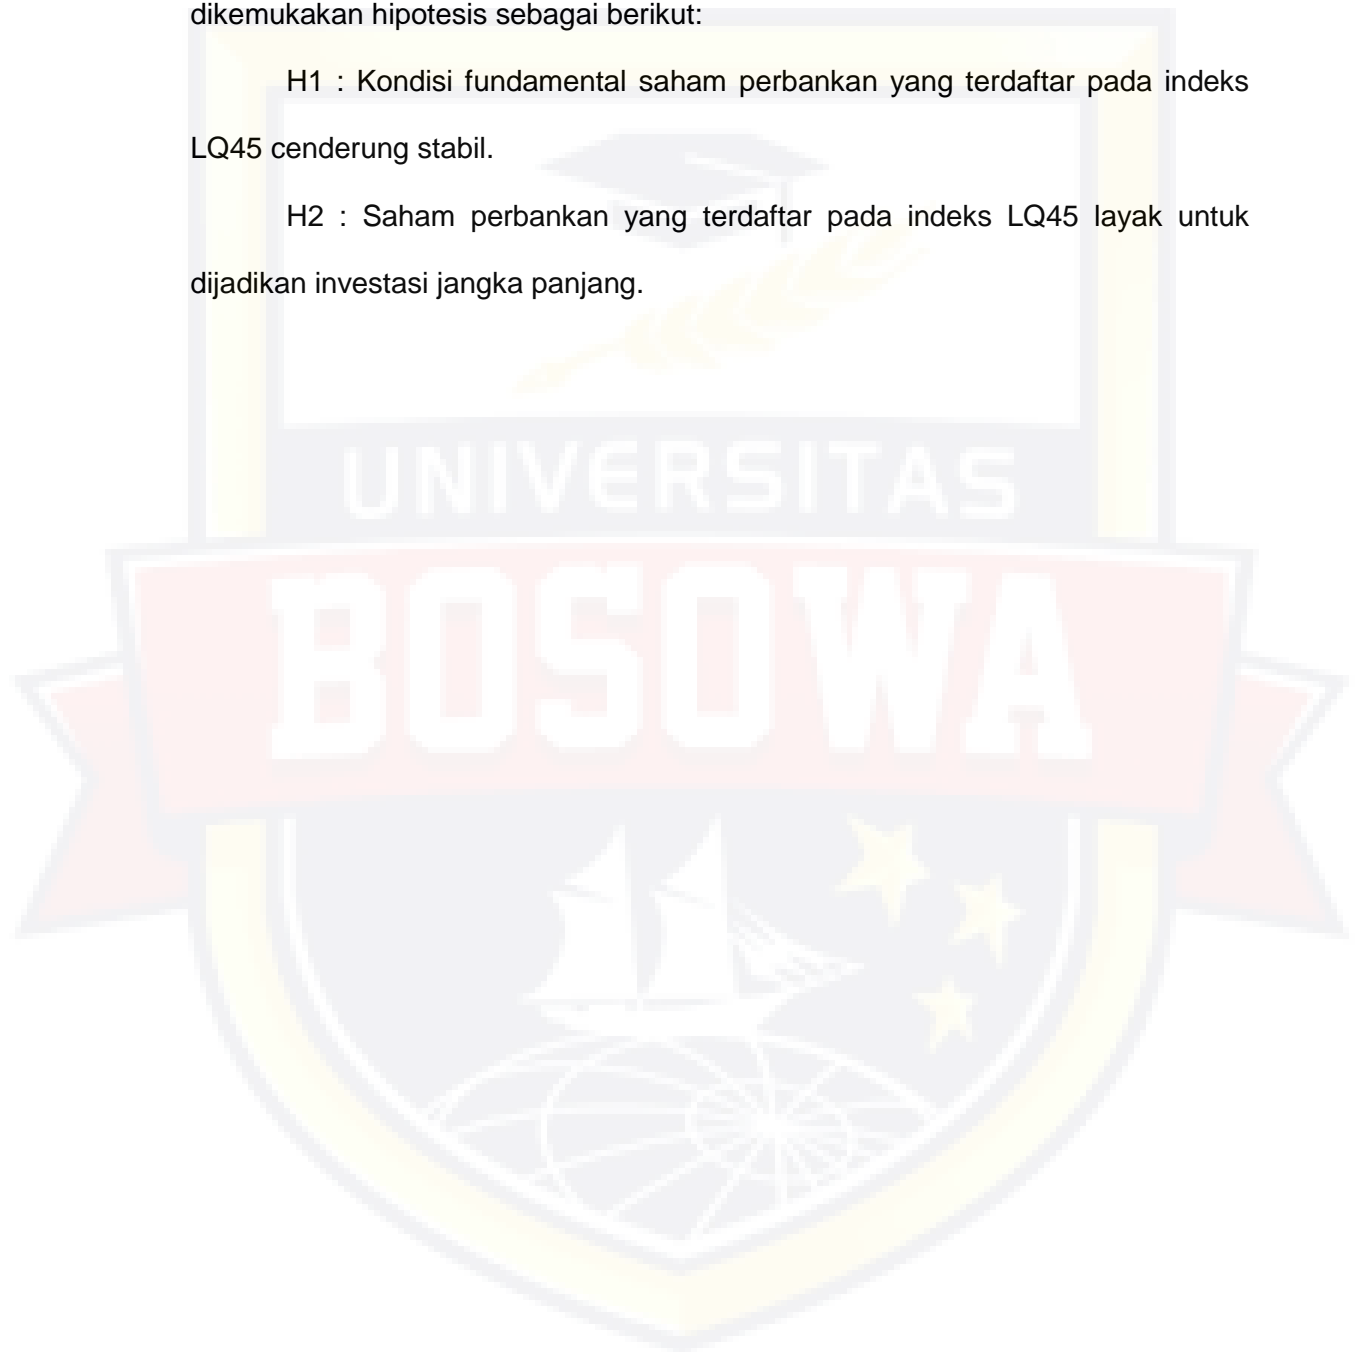 dikemukakan hipotesis sebagai berikut:
H1 : Kondisi fundamental saham perbankan yang terdaftar pada indeks
LQ45 cenderung stabil.
H2 : Saham perbankan yang terdaftar pada indeks LQ45 layak untuk
dijadikan investasi jangka panjang.
UNIVERSITAS
BOSOWA